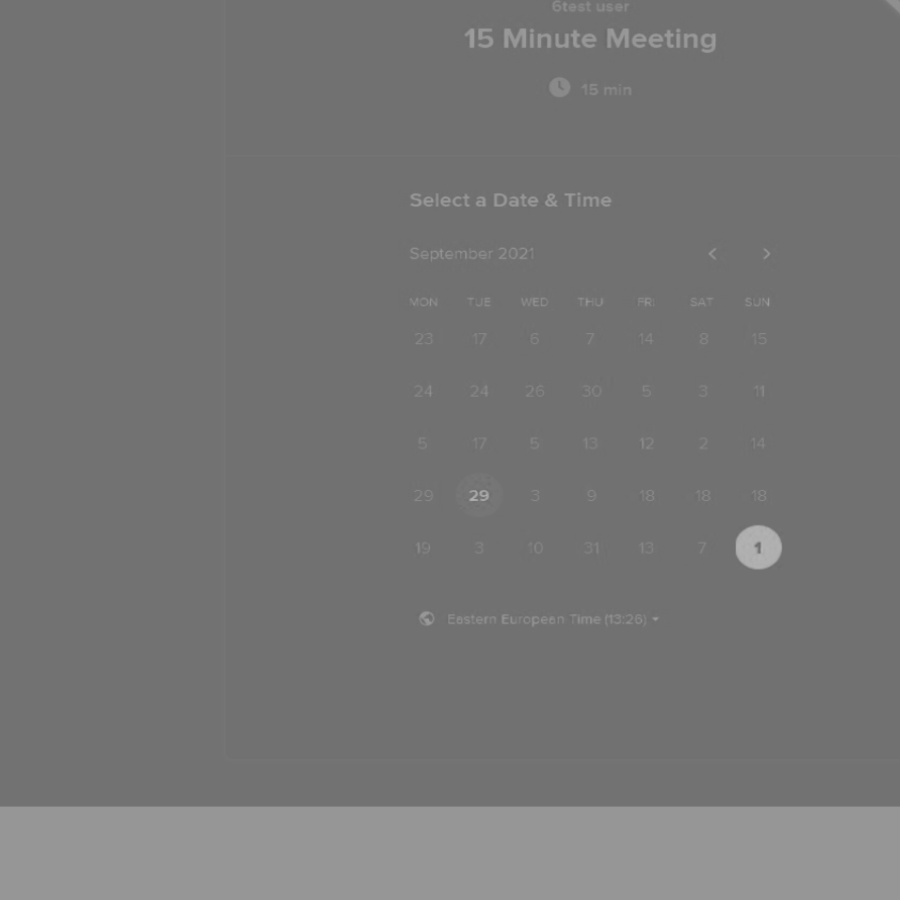 6test user
15 Minute Meeting
15 min
Select a Date & Time
September 2021
MON TUE WED THU FRI SAT SUN
23 17 6 7 14 8 15
24 24 26 30 5 3 11
5 17 5 13 12 2 14
29 29 3 9 18 18 18
19 3 10 31 13 7 1
Eastern European Time (13:26)